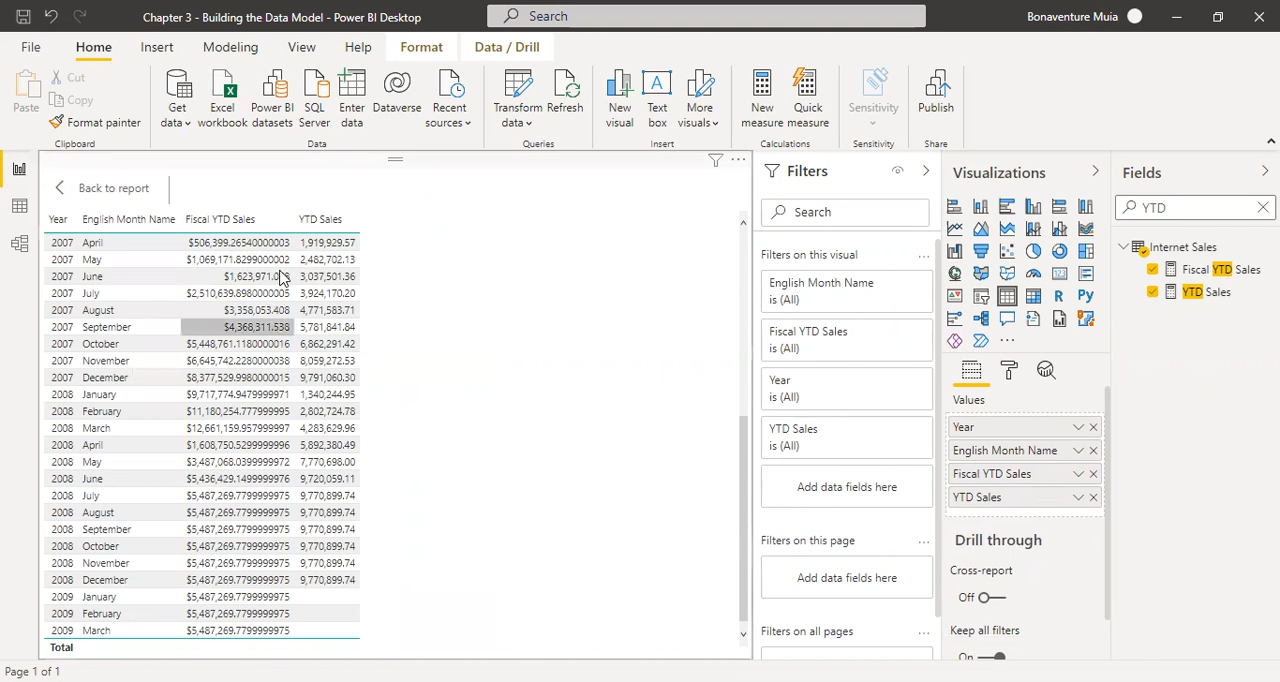 Chapter 3 - Building the Data Model - Power BI Desktop
Search
Bonaventure Muia
File Home Insert Modeling View Help Format Data / Drill
Paste
Cut
Copy
Format painter
Get data
Excel workbook
Power BI datasets
SQL Server
Enter data
Dataverse
Recent sources
Transform data
Refresh
New visual
Text box
More visuals
New measure
Quick measure
Sensitivity
Publish
Clipboard Data Queries Insert Calculations Sensitivity Share
Back to report
Year English Month Name Fiscal YTD Sales YTD Sales
2007 April $506,399.26540000003 1,919,929.57
2007 May $1,069,171.8299000002 2,482,702.13
2007 June 3,037,501.36
2007 July $2,510,639.8980000005 3,924,170.20
2007 August $3,358,053.408 4,771,583.71
2007 September $4,368,311.538 5,781,841.84
2007 October $5,448,761.1180000016 6,862,291.42
2007 November $6,645,742.2280000038 8,059,272.53
2007 December $8,377,529.9980000015 9,791,060.30
2008 January $9,717,774.9479999971 1,340,244.95
2008 February $11,180,254.777999995 2,802,724.78
2008 March $12,661,159.957999997 4,283,629.96
2008 April $1,608,750.5299999996 5,892,380.49
2008 May $3,487,068.0399999972 7,770,698.00
2008 June $5,436,429.1499999976 9,720,059.11
2008 July $5,487,269.7799999975 9,770,899.74
2008 August $5,487,269.7799999975 9,770,899.74
2008 September $5,487,269.7799999975 9,770,899.74
2008 October $5,487,269.7799999975 9,770,899.74
2008 November $5,487,269.7799999975 9,770,899.74
2008 December $5,487,269.7799999975 9,770,899.74
2009 January $5,487,269.7799999975
2009 February $5,487,269.7799999975
2009 March $5,487,269.7799999975
Total
Page 1 of 1
Filters
Search
Filters on this visual ...
English Month Name
is (All)
Fiscal YTD Sales
is (All)
Year
is (All)
YTD Sales
is (All)
Add data fields here
Filters on this page ...
Add data fields here
Filters on all pages ...
Visualizations
R Py
Values
Year
English Month Name
Fiscal YTD Sales
YTD Sales
Drill through
Cross-report
Off
Keep all filters
On
Fields
YTD
Internet Sales
Fiscal YTD Sales
YTD Sales